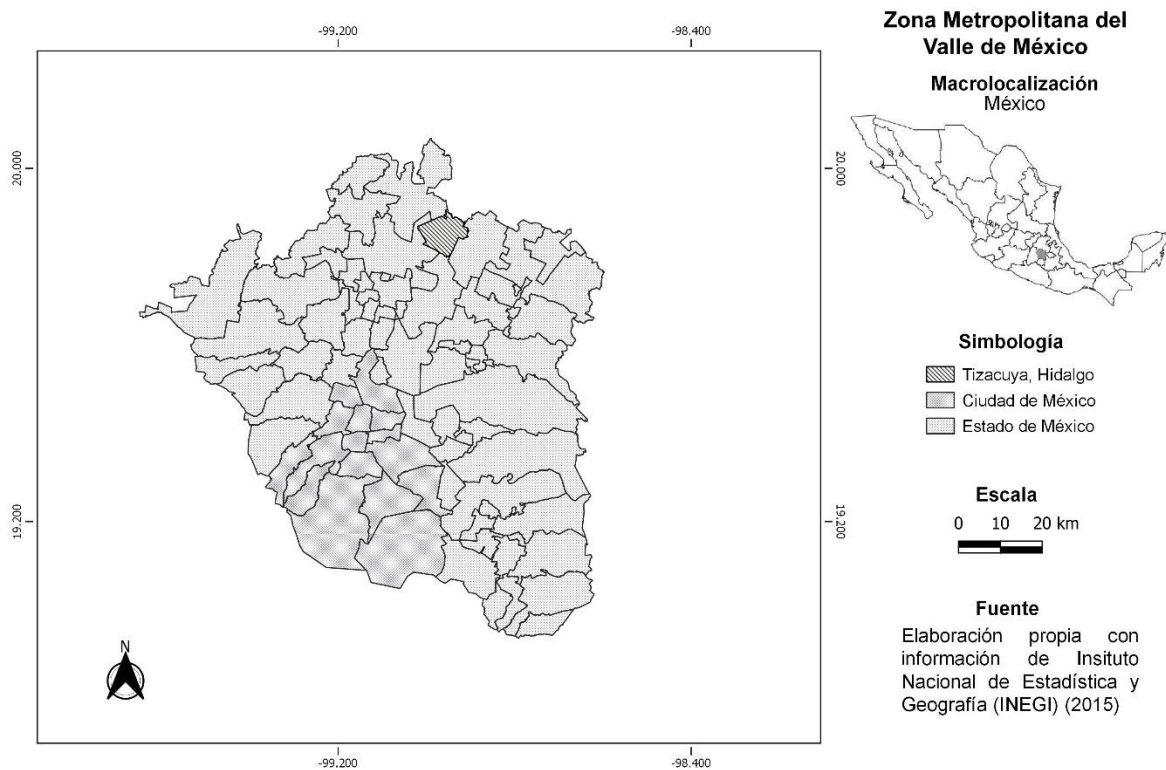 Zona Metropolitana del
Valle de México
Macrolocalización
México
-99.200
-98.400
20.000
20.000
19.200
19.200
-99.200
-98.400
N
Simbología
Tizacuya, Hidalgo
Ciudad de México
Estado de México
Escala
0 10 20 km
Fuente
Elaboración propia con
información de Insituto
Nacional de Estadística y
Geografía (INEGI) (2015)